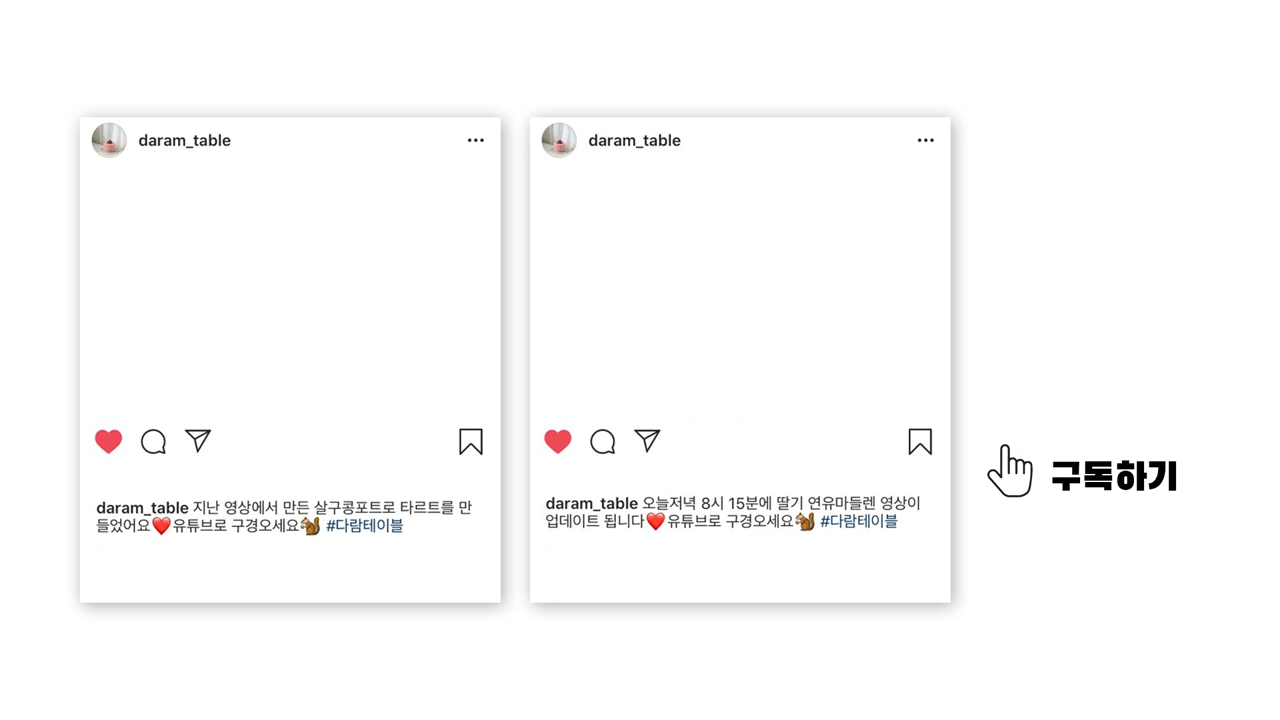 daram_table
daram_table 지난 영상에서 만든 살구콩포트로 타르트를 만
들었어요❤️유튜브로 구경오세요🐿️ #다람테이블
daram_table
daram_table 오늘저녁 8시 15분에 딸기 연유마들렌 영상이
업데이트 됩니다❤️유튜브로 구경오세요🐿️ #다람테이블
구독하기